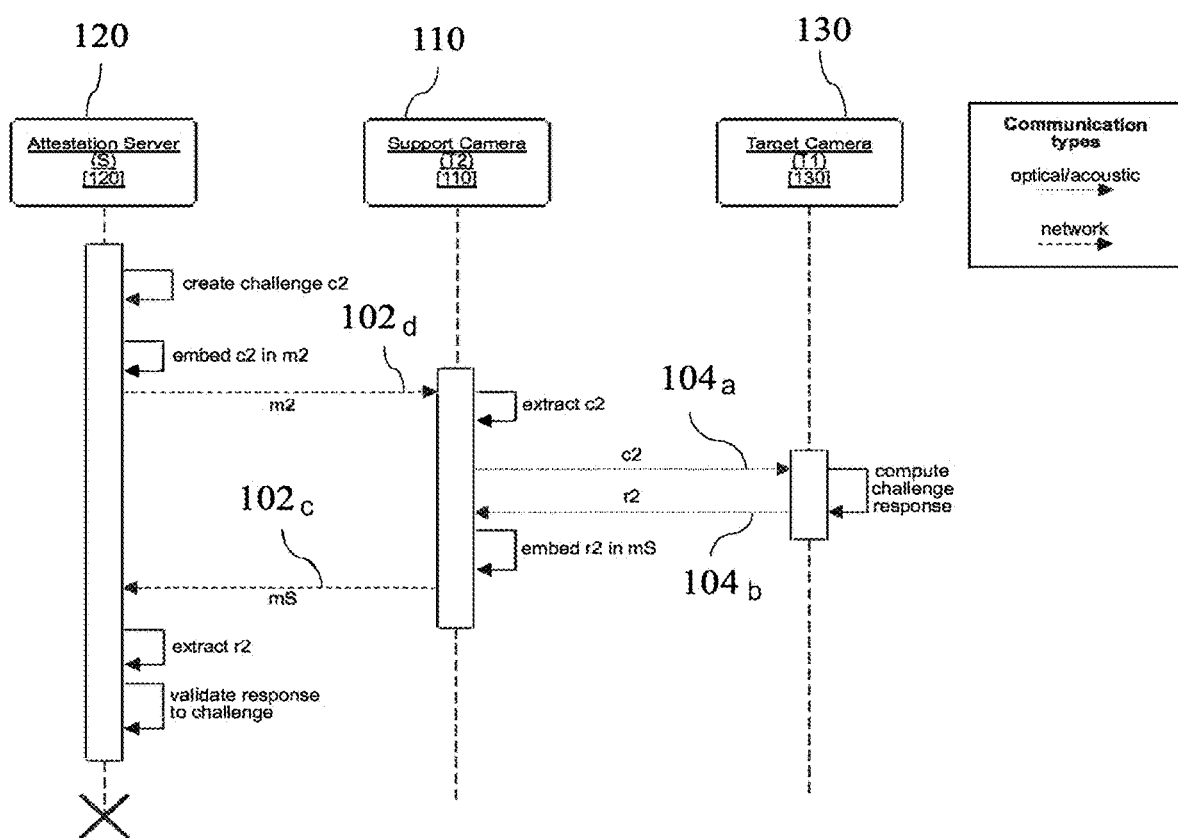 120
110
130
Attestation Server
(S)
[120]
Support Camera
(T2)
[110]
Target Camera
(T1)
[130]
Communication
types
optical/acoustic
network
create challenge c2
embed c2 in m2
102 d
m2
extract c2
104 a
c2
compute
challenge
response
r2
102 c
embed r2 in mS
104 b
mS
extract r2
validate response
to challenge